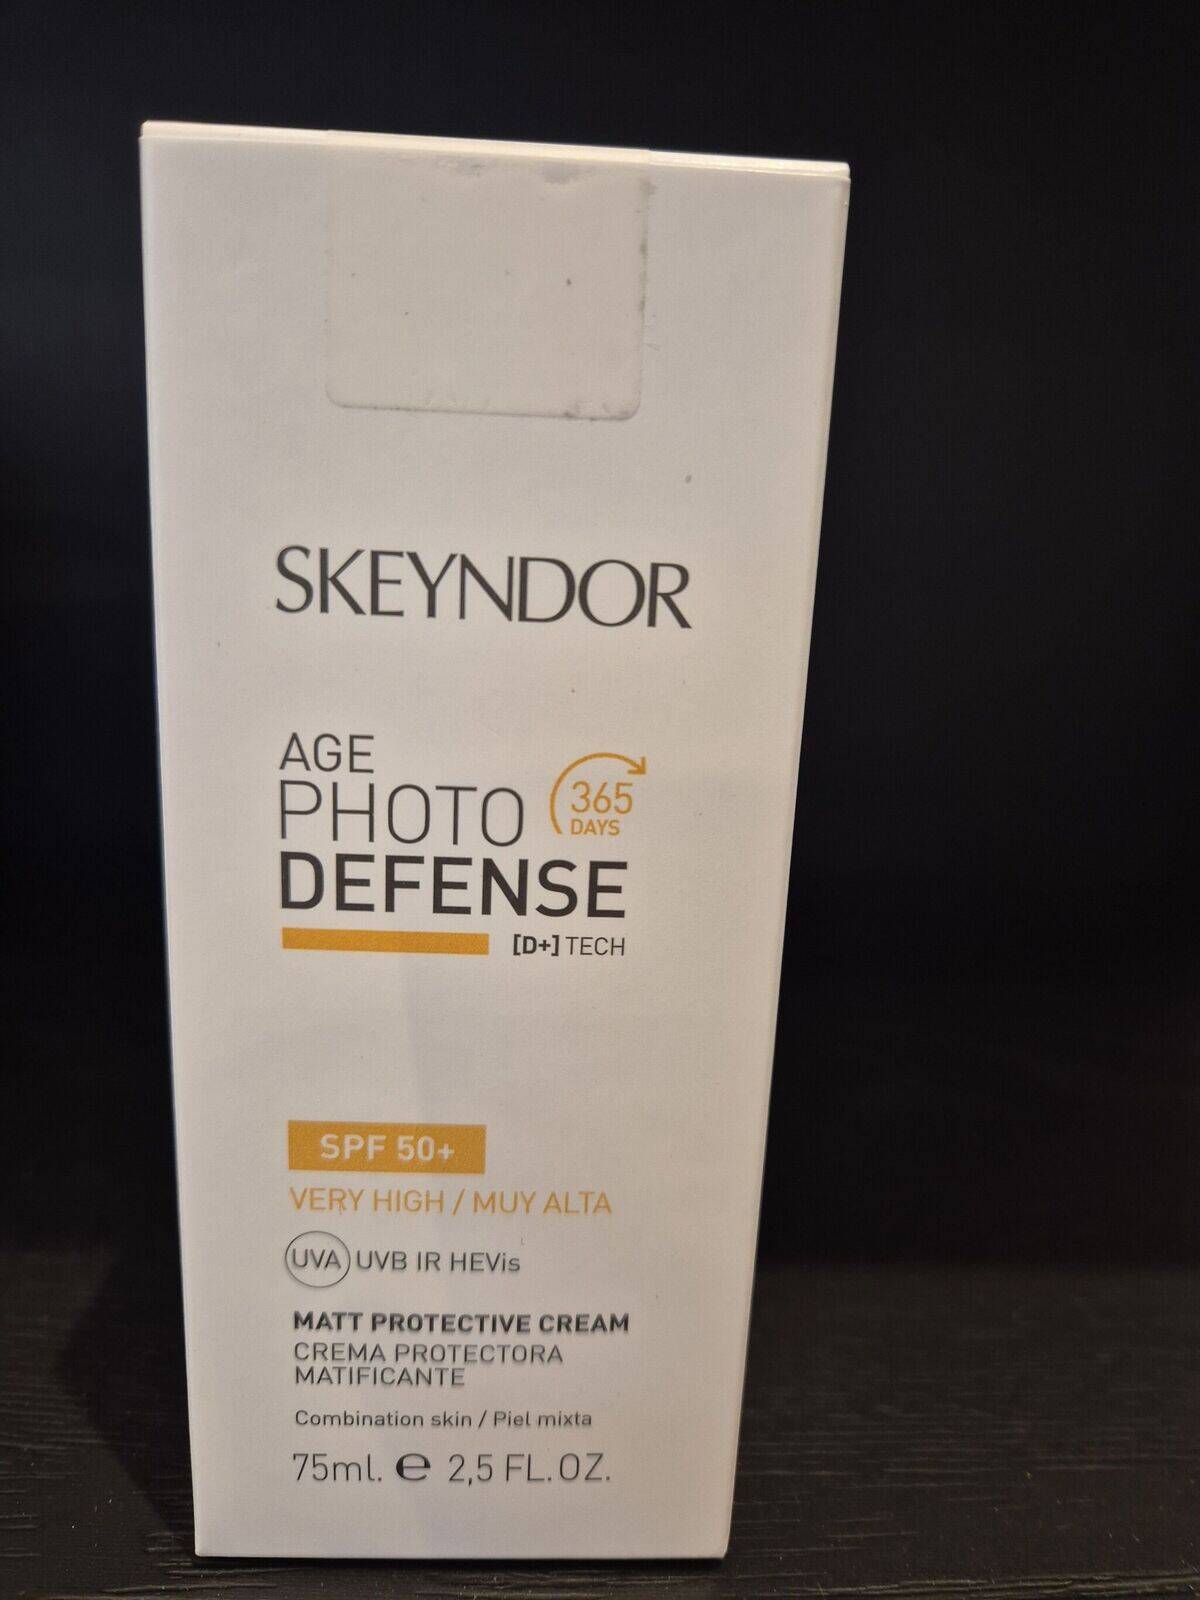 SKEYNDOR
AGE
PHOTO
DEFENSE
365
DAYS
[D+] TECH
SPF 50+
VERY HIGH / MUY ALTA
UVA UVB IR HEVis
MATT PROTECTIVE CREAM
CREMA PROTECTORA
MATIFICANTE
Combination skin / Piel mixta
75ml. e 2,5 FL.OZ.